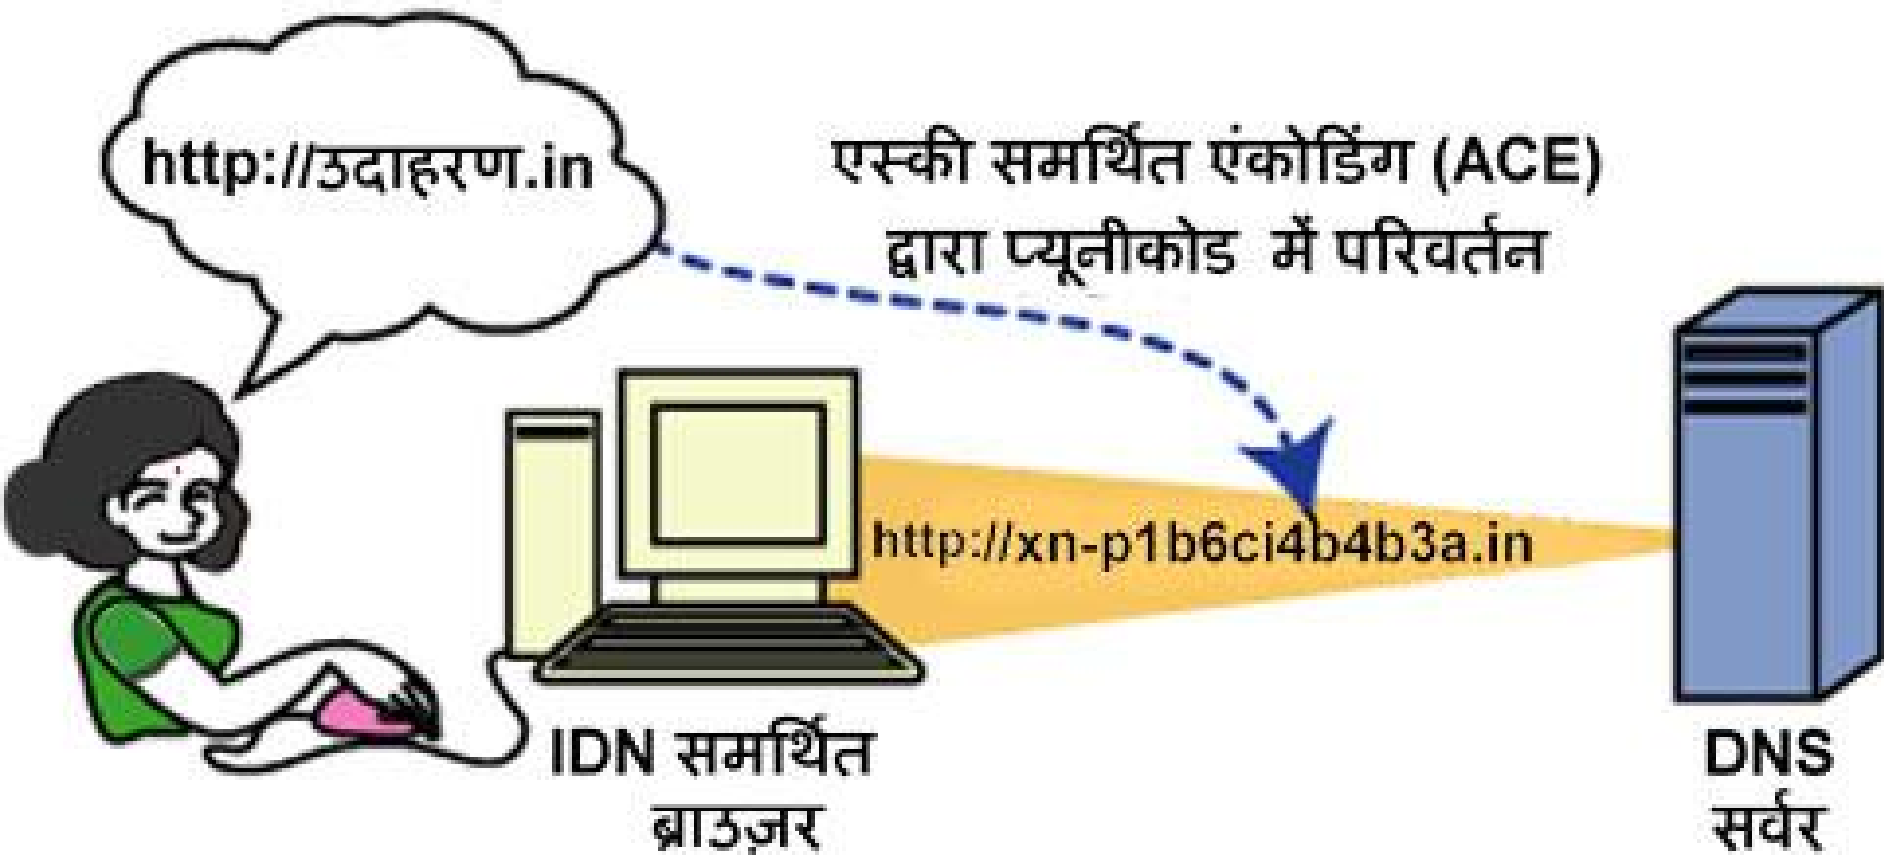 http://उदाहरण.in
एस्की समर्थित एंकोडिंग (ACE)
द्वारा प्यूनीकोड में परिवर्तन
http://xn-p1b6ci4b4b3a.in
IDN समर्थित
ब्राउज़र
DNS
सर्वर